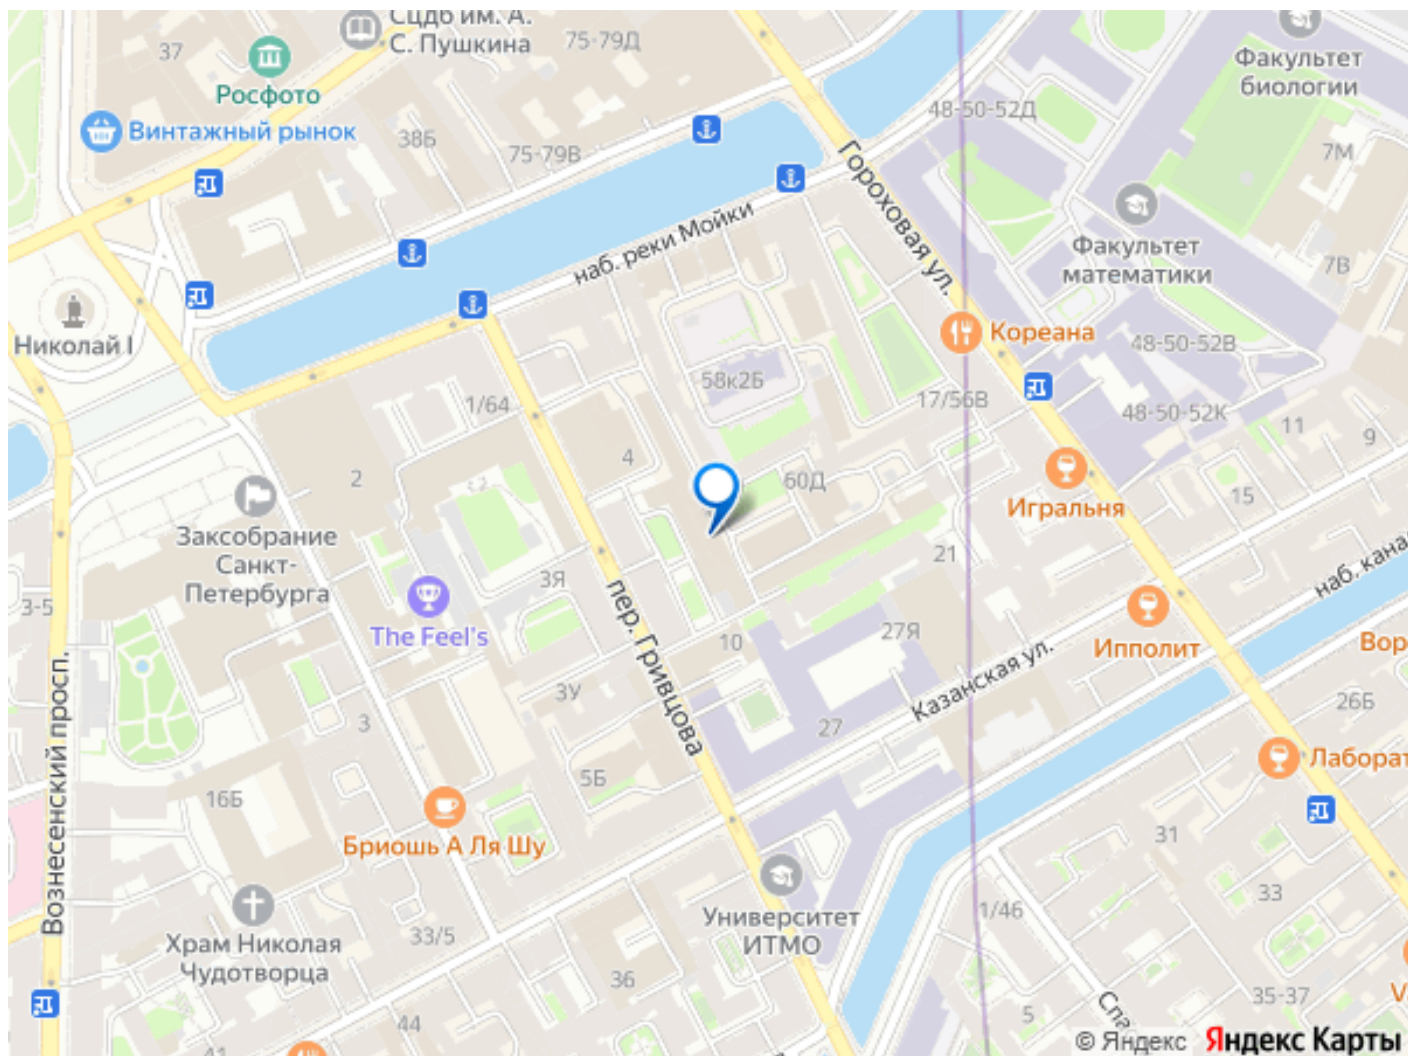 СЦДБ им. А.
С. Пушкина
75-79Д
37
Росфото
Винтажный рынок
38Б
75-79В
Факультет
биологии
48-50-52Д
7М
Гороховая ул.
Факультет
математики
7В
наб. реки Мойки
Николай I
Кореана
48-50-52В
58к2Б
17/56В
1/64
48-50-52К
11
9
4
2
60Д
15
Игральня
Заксобрание
Санкт-
Петербурга
21
3Я
3-5
The Feel's
пер. Гривцова
27Я
10
Ипполит
наб. кана
Вор
Казанская ул.
3У
26Б
3
27
Вознесенский просп.
5Б
Лаборат
16Б
Бриошь А Ля Шу
31
33
Университет
ИТМО
1/46
Храм Николая
Чудотворца
33/5
36
35-37
Спа
5
44
41
© Яндекс Яндекс Карты